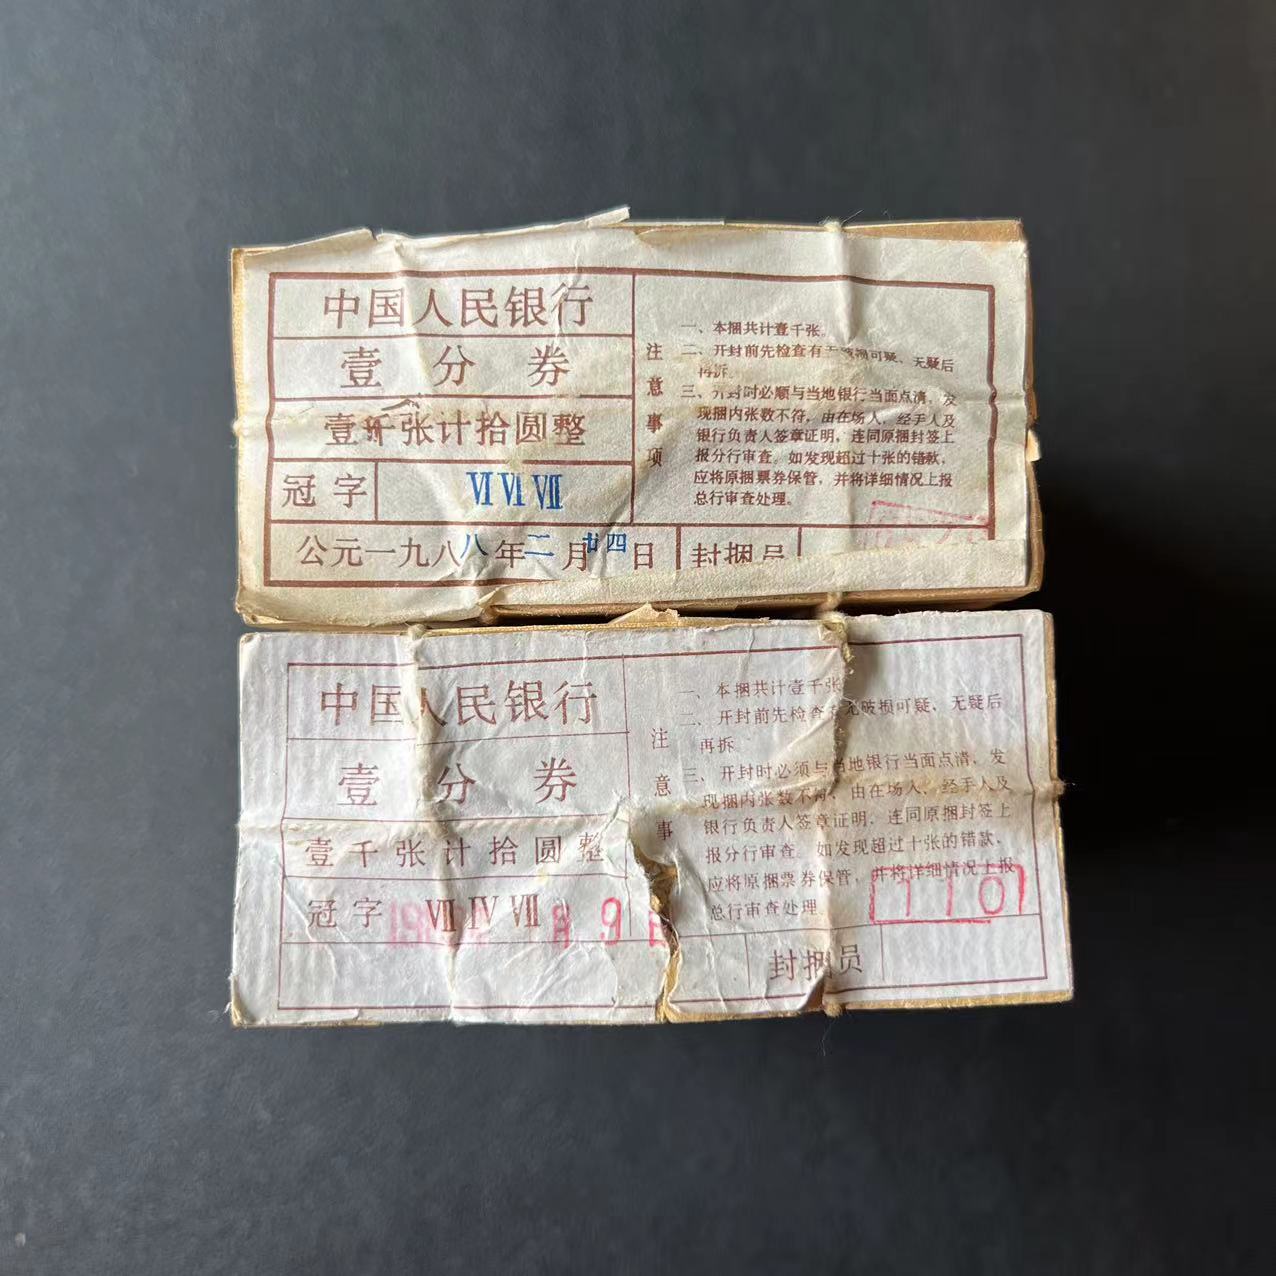 中国人民银行
壹分券
壹千张计拾圆整
冠字 Ⅵ Ⅵ Ⅶ
公元一九八八年二月廿四日 封捆员
注意事项
一、本捆共计壹千张。
二、开封前先检查有无破损可疑、无疑后
再拆。
三、开封时必顺与当地银行当面点清，发
现捆内张数不符，由在场人，经手人及
银行负责人签章证明，连同原捆封签上
报分行审查。如发现超过十张的错款，
应将原捆票券保管，并将详细情况上报
总行审查处理。
中国人民银行
壹分券
壹千张计拾圆整
冠字 Ⅶ Ⅳ Ⅶ
8 9
注意事
一、本捆共计壹千张
二、开封前先检查有无破损可疑、无疑后
再拆
三、开封时必须与当地银行当面点清，发
现捆内张数不符，由在场人、经手人及
银行负责人签章证明，连同原捆封签上
报分行审查。如发现超过十张的错款，
应将原捆票券保管，并将详细情况上报
总行审查处理
110
封捆员